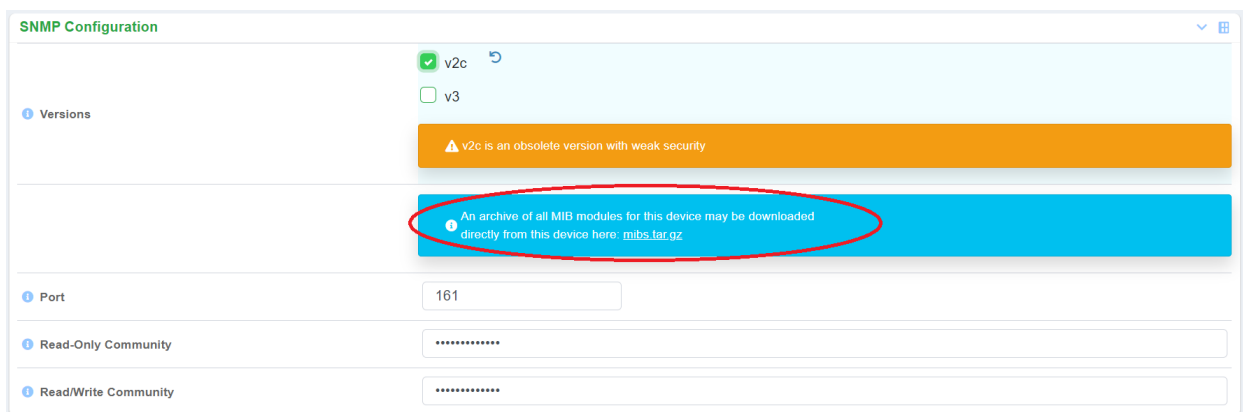 SNMP Configuration
v2c
v3
Versions
v2c is an obsolete version with weak security
An archive of all MIB modules for this device may be downloaded
directly from this device here: mibs.tar.gz
Port
161
Read-Only Community
•••••••••••••
Read/Write Community
•••••••••••••